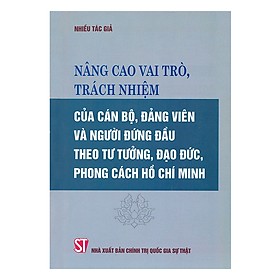 NHIỀU TÁC GIẢ
NÂNG CAO VAI TRÒ,
TRÁCH NHIỆM
CỦA CÁN BỘ, ĐẢNG VIÊN
VÀ NGƯỜI ĐỨNG ĐẦU
THEO TƯ TƯỞNG, ĐẠO ĐỨC,
PHONG CÁCH HỒ CHÍ MINH
ST
NHÀ XUẤT BẢN CHÍNH TRỊ QUỐC GIA SỰ THẬT